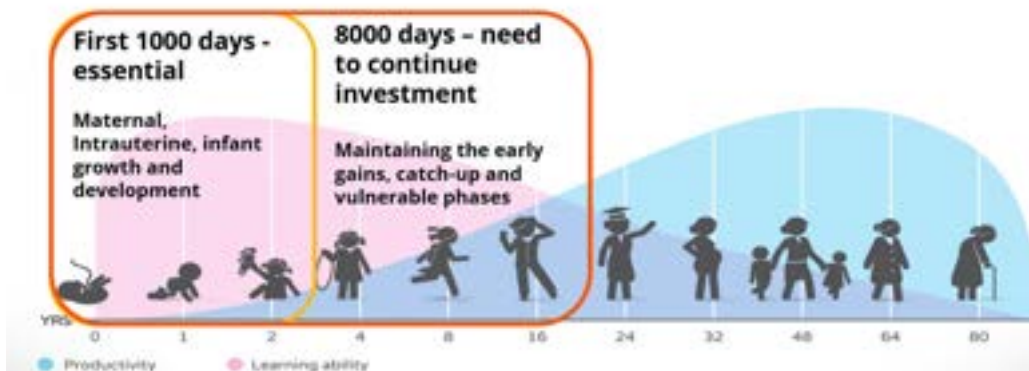 First 1000 days -
essential
Maternal,
Intrauterine, infant
growth and
development
8000 days – need
to continue
investment
Maintaining the early
gains, catch-up and
vulnerable phases
YRS 0 1 2 4 8 16 24 32 48 64 80
Productivity Learning ability